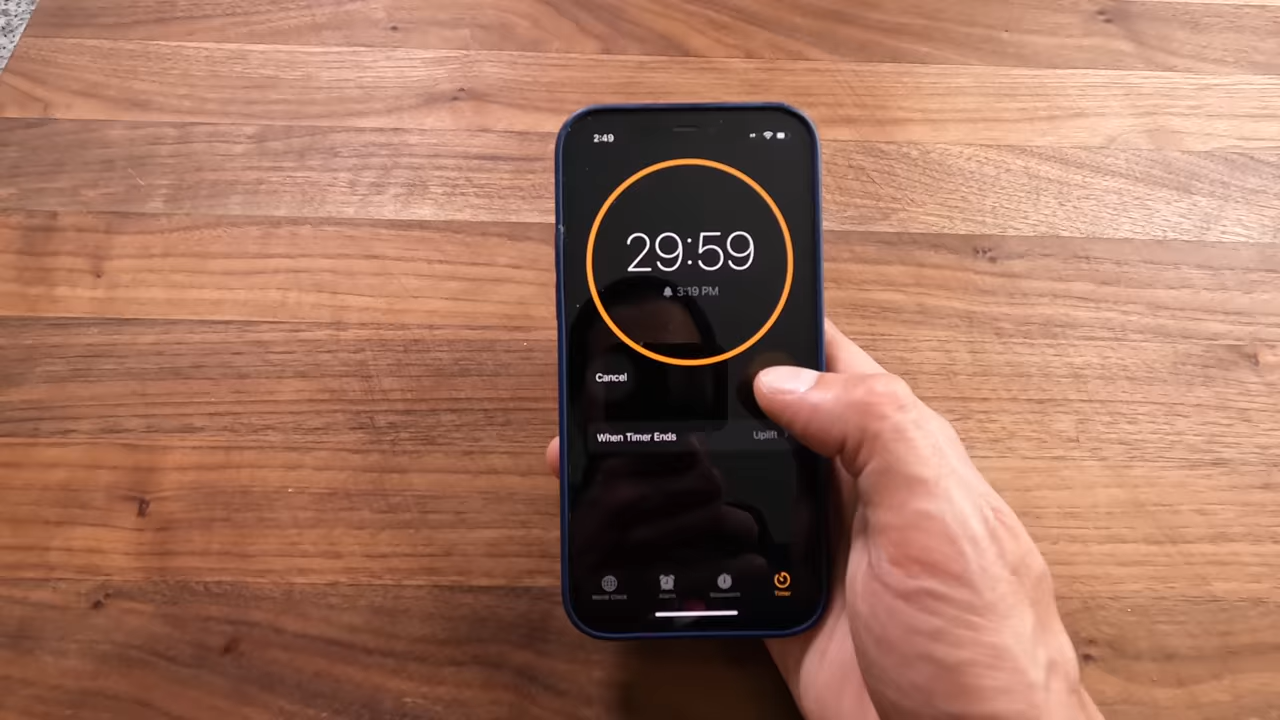 2:49
29:59
3:19 PM
Cancel
When Timer Ends
Uplift
World Clock
Alarm
Stopwatch
Timer